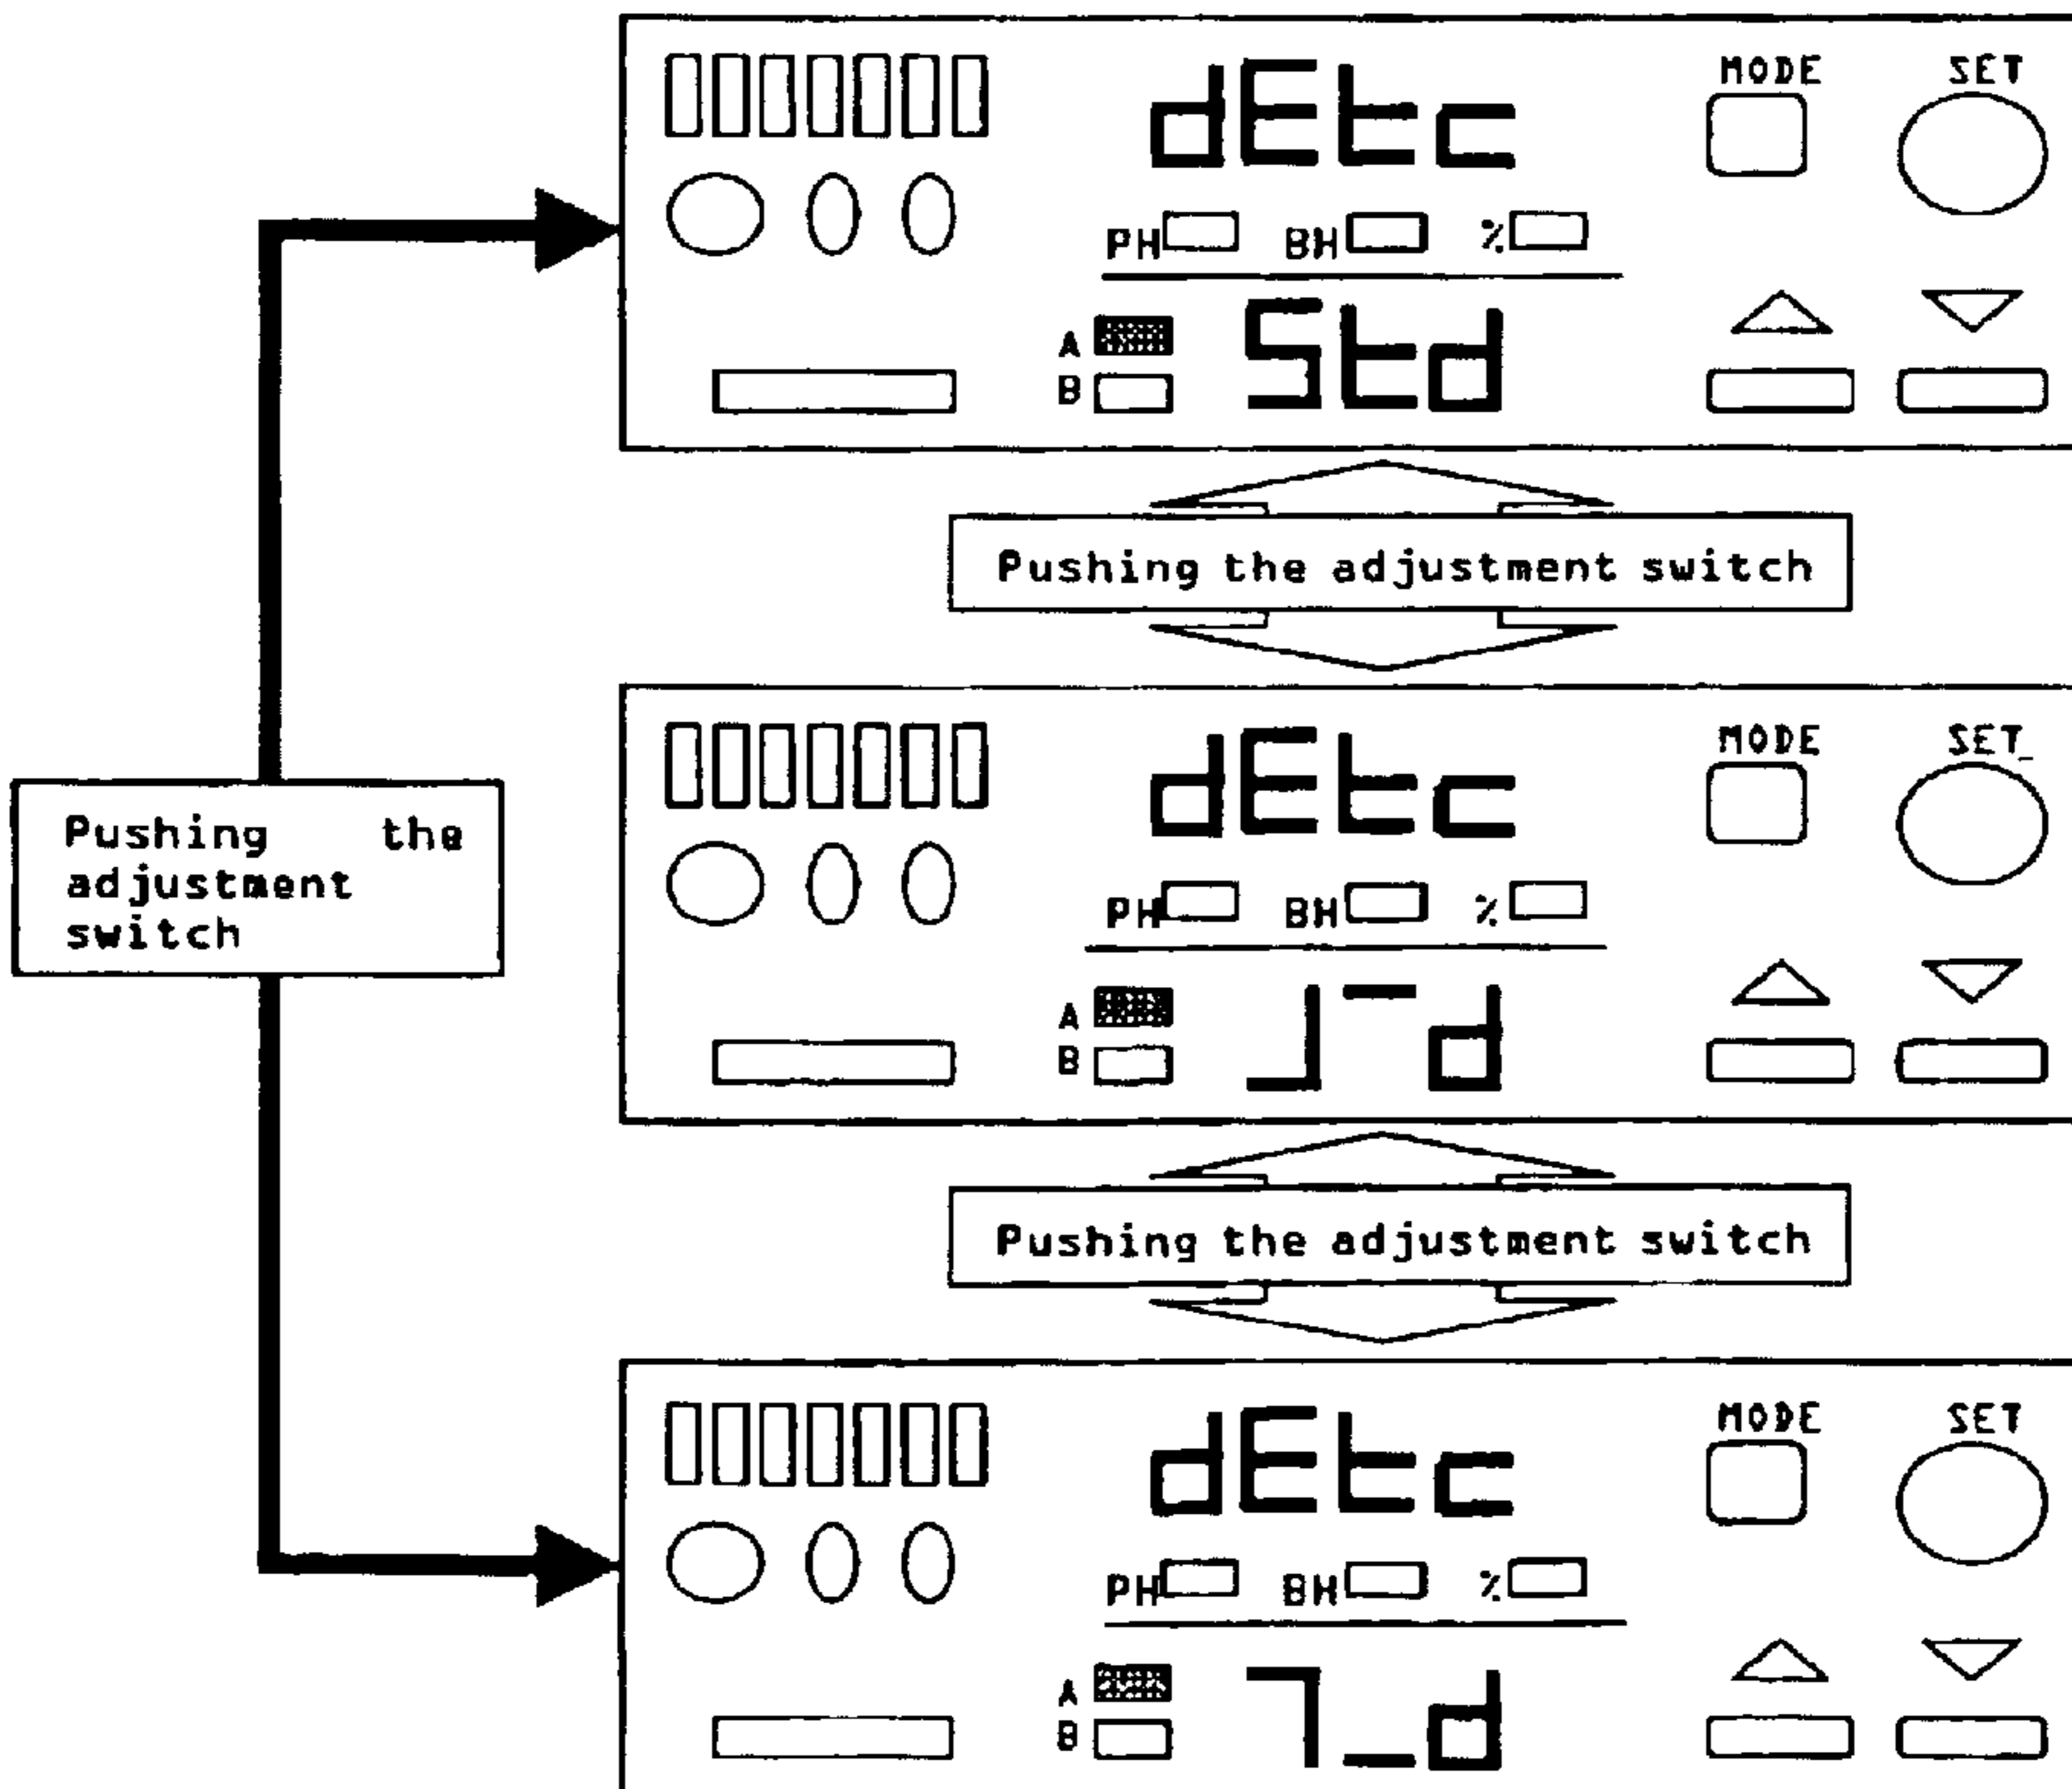 dEtc
MODE SET
PH BH %
A Std
B
Pushing the adjustment switch
Pushing the
adjustment
switch
dEtc
MODE SET
PH BH %
A d
B
Pushing the adjustment switch
dEtc
MODE SET
PH BH %
A d
B